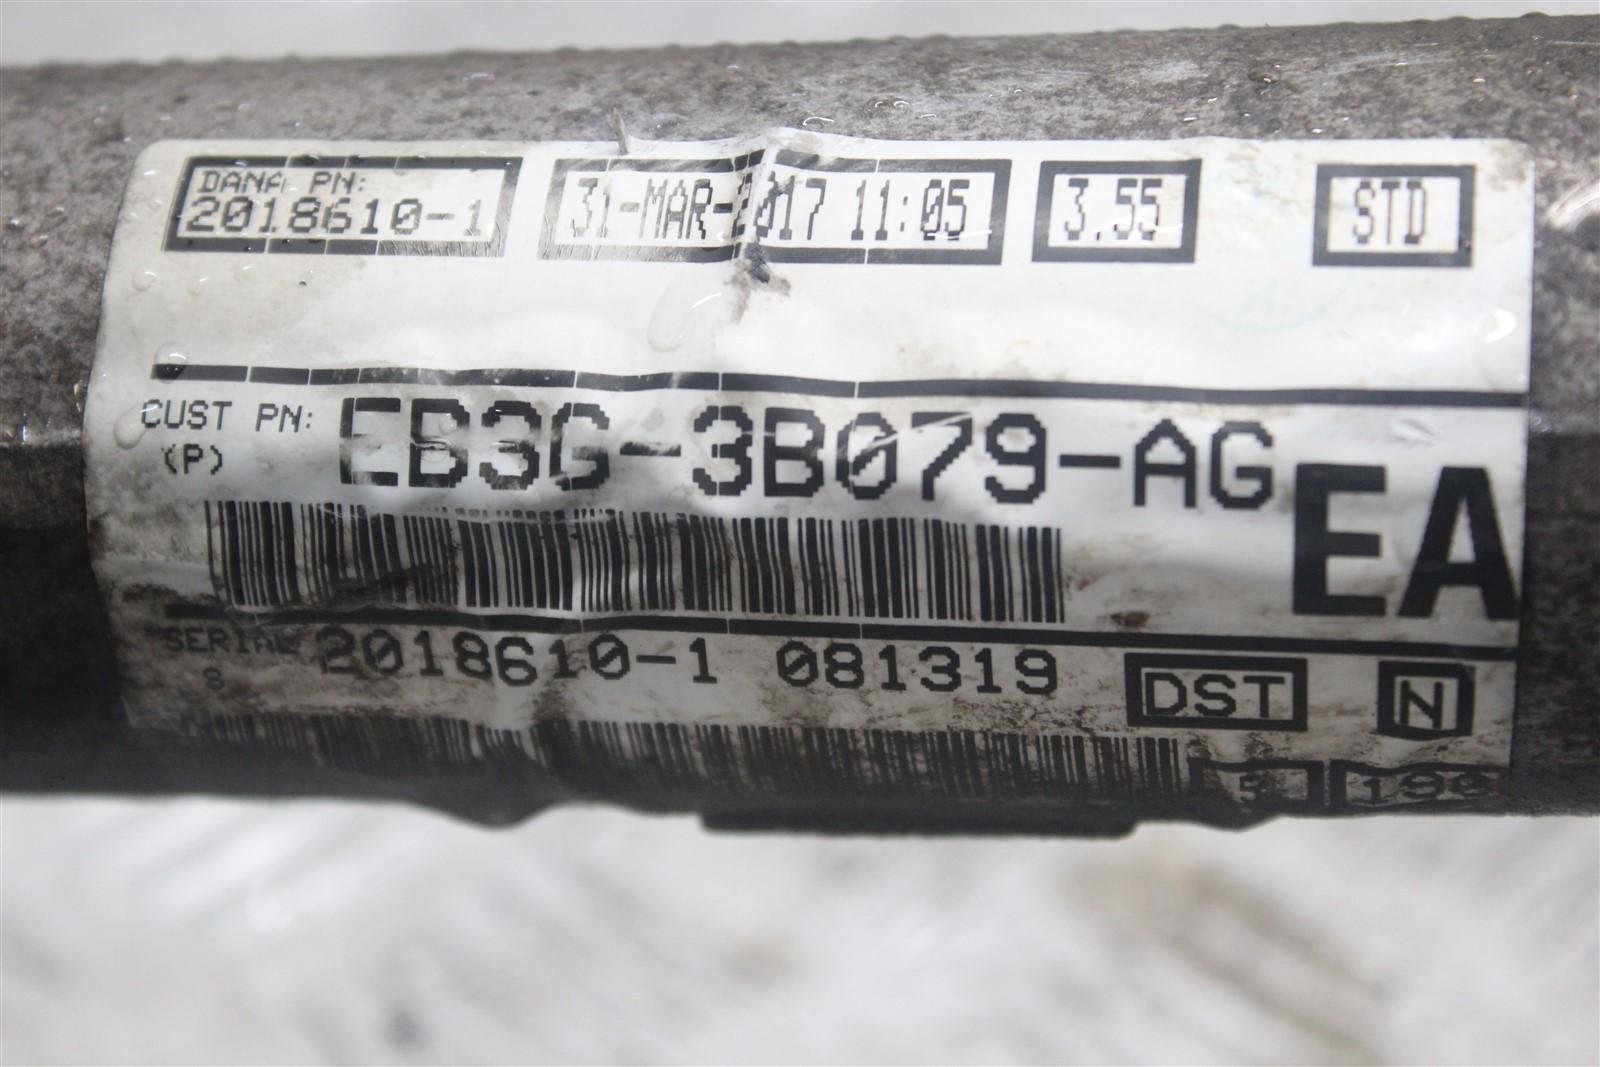 DANA PN:
2018610-1
31-MAR-2017 11:05
3.55
STD
CUST PN:
(P)
EB3G-3B079-AG
EA
SERIAL
S
2018610-1 081319
DST
N